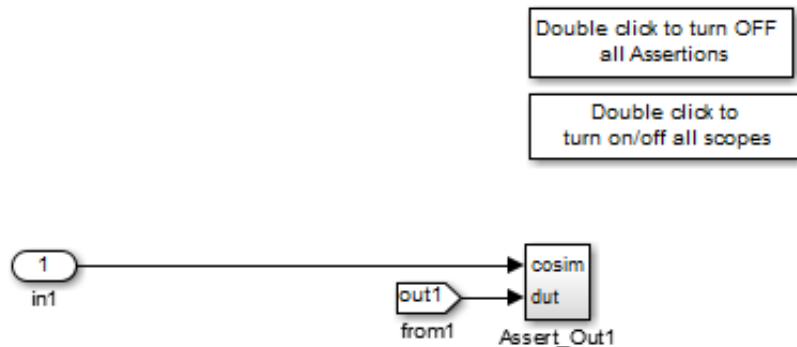 Double click to turn OFF
all Assertions
Double click to
turn on/off all scopes
1
in1
cosim
out1
dut
from1
Assert_Out1